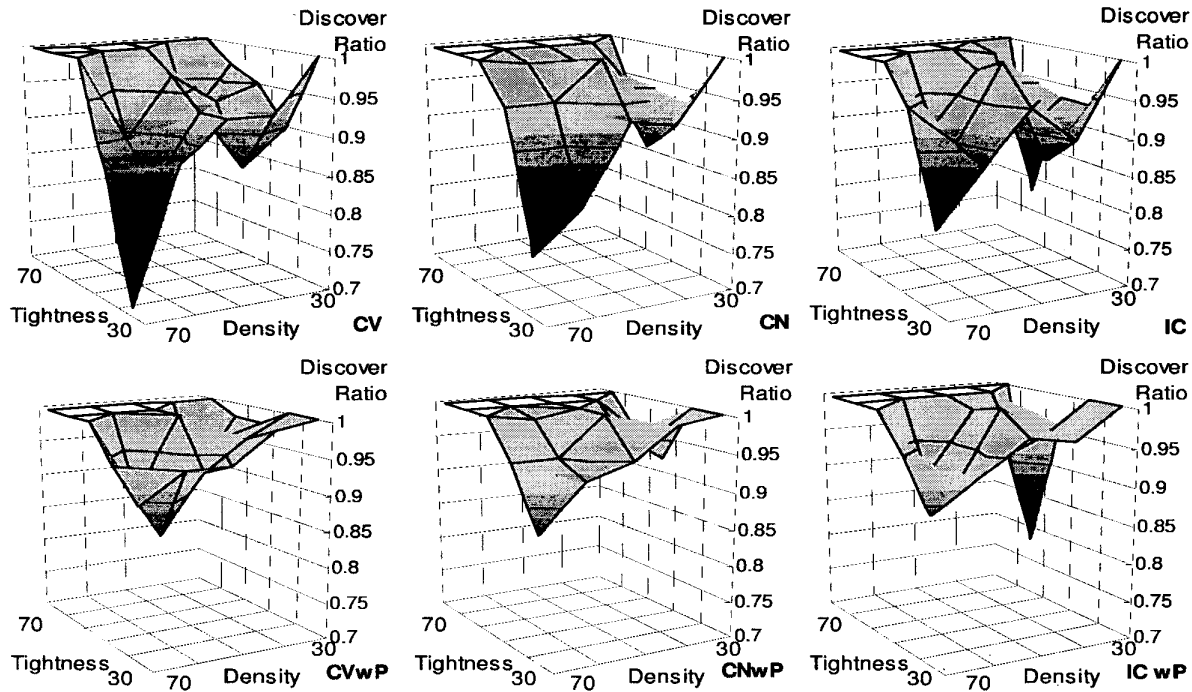 Discover
Ratio
1
0.95
0.9
0.85
0.8
0.75
0.7
70
Tightness
30
70
Density
30
CV
Discover
Ratio
1
0.95
0.9
0.85
0.8
0.75
0.7
70
Tightness
30
70
Density
30
CN
Discover
Ratio
1
0.95
0.9
0.85
0.8
0.75
0.7
70
Tightness
30
70
Density
30
IC
Discover
Ratio
1
0.95
0.9
0.85
0.8
0.75
0.7
70
Tightness
30
70
Density
30
CVwP
Discover
Ratio
1
0.95
0.9
0.85
0.8
0.75
0.7
70
Tightness
30
70
Density
30
CNwP
Discover
Ratio
1
0.95
0.9
0.85
0.8
0.75
0.7
70
Tightness
30
70
Density
30
IC wP